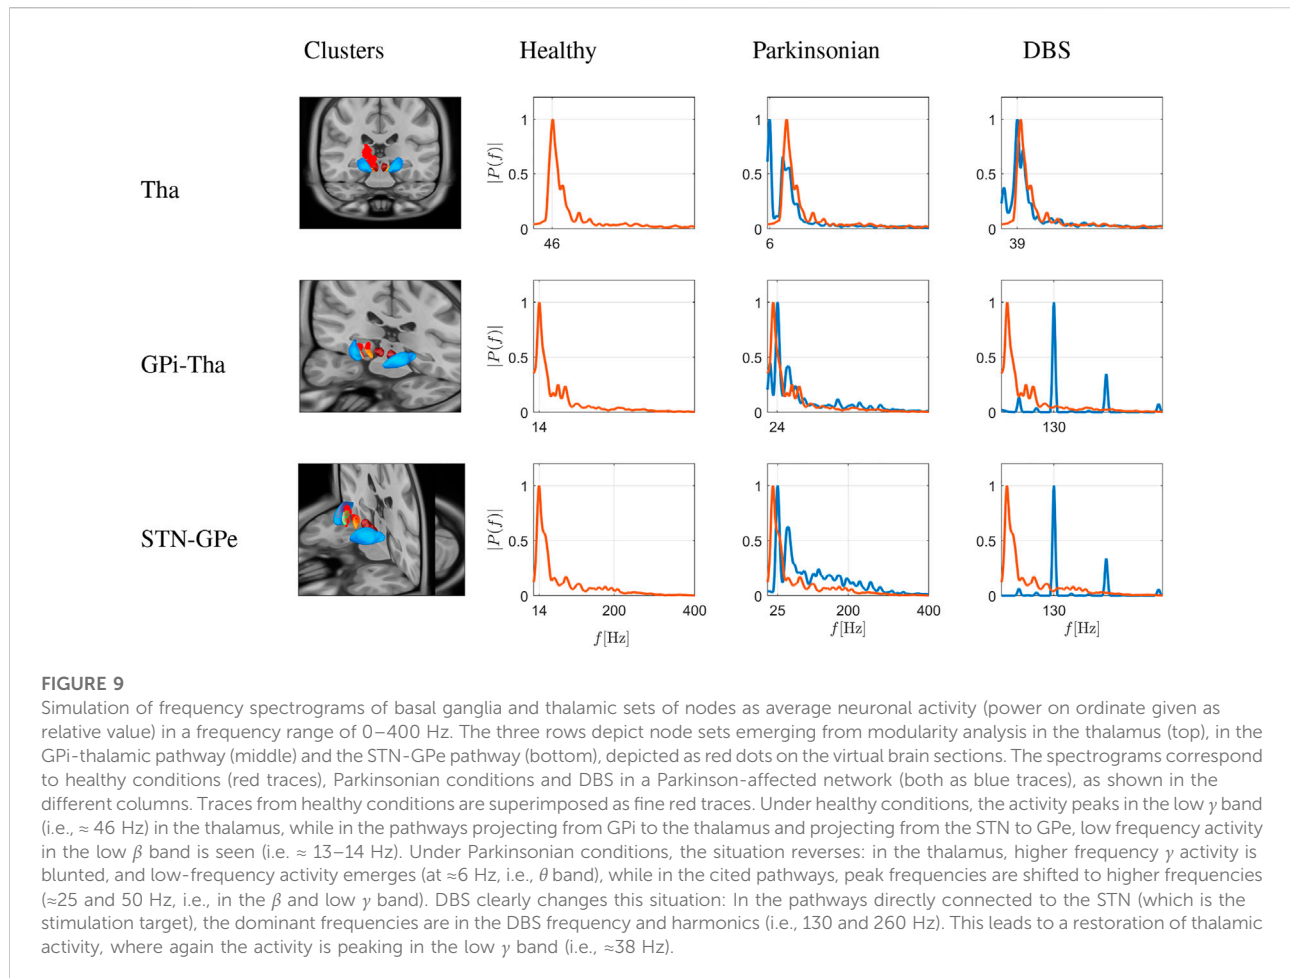 Clusters Healthy Parkinsonian DBS
Tha
|P(f)|
1
0.5
0
46
1
0.5
0
6
1
0.5
0
39
GPi-Tha
|P(f)|
1
0.5
0
14
1
0.5
0
24
1
0.5
0
130
STN-GPe
|P(f)|
1
0.5
0
14 200 400
f[Hz]
1
0.5
0
25 200 400
f[Hz]
1
0.5
0
130
f[Hz]
FIGURE 9
Simulation of frequency spectrograms of basal ganglia and thalamic sets of nodes as average neuronal activity (power on ordinate given as
relative value) in a frequency range of 0–400 Hz. The three rows depict node sets emerging from modularity analysis in the thalamus (top), in the
GPi-thalamic pathway (middle) and the STN-GPe pathway (bottom), depicted as red dots on the virtual brain sections. The spectrograms correspond
to healthy conditions (red traces), Parkinsonian conditions and DBS in a Parkinson-affected network (both as blue traces), as shown in the
different columns. Traces from healthy conditions are superimposed as fine red traces. Under healthy conditions, the activity peaks in the low γ band
(i.e., ≈ 46 Hz) in the thalamus, while in the pathways projecting from GPi to the thalamus and projecting from the STN to GPe, low frequency activity
in the low β band is seen (i.e. ≈ 13–14 Hz). Under Parkinsonian conditions, the situation reverses: in the thalamus, higher frequency γ activity is
blunted, and low-frequency activity emerges (at ≈6 Hz, i.e., θ band), while in the cited pathways, peak frequencies are shifted to higher frequencies
(≈25 and 50 Hz, i.e., in the β and low γ band). DBS clearly changes this situation: In the pathways directly connected to the STN (which is the
stimulation target), the dominant frequencies are in the DBS frequency and harmonics (i.e., 130 and 260 Hz). This leads to a restoration of thalamic
activity, where again the activity is peaking in the low γ band (i.e., ≈38 Hz).